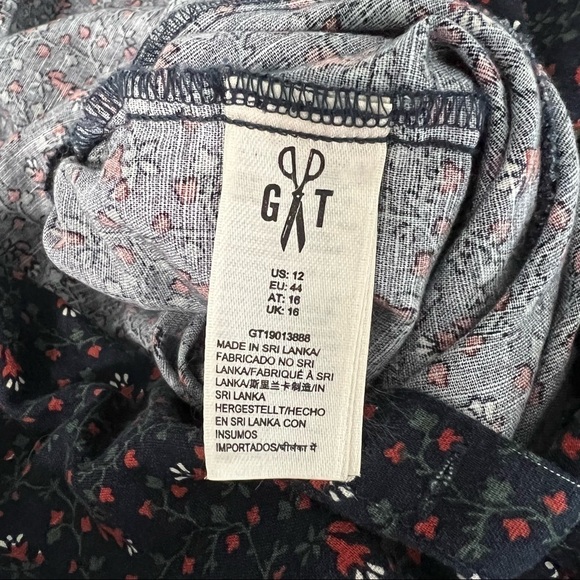 G T
US: 12
EU: 44
AT: 16
UK: 16
GT19013888
MADE IN SRI LANKA/
FABRICADO NO SRI
LANKA/FABRIQUÉ À SRI
LANKA/斯里兰卡制造/IN
SRI LANKA
HERGESTELLT/HECHO
EN SRI LANKA CON
INSUMOS
IMPORTADOS/श्रीलंका में